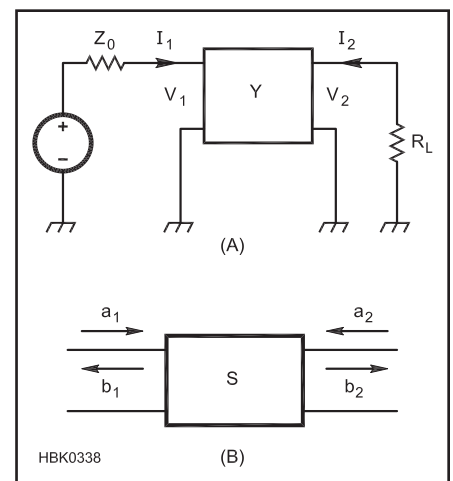 Z0 I1 I2
V1 Y V2
+
–
RL
(A)
a1 a2
S
b1 b2
HBK0338 (B)